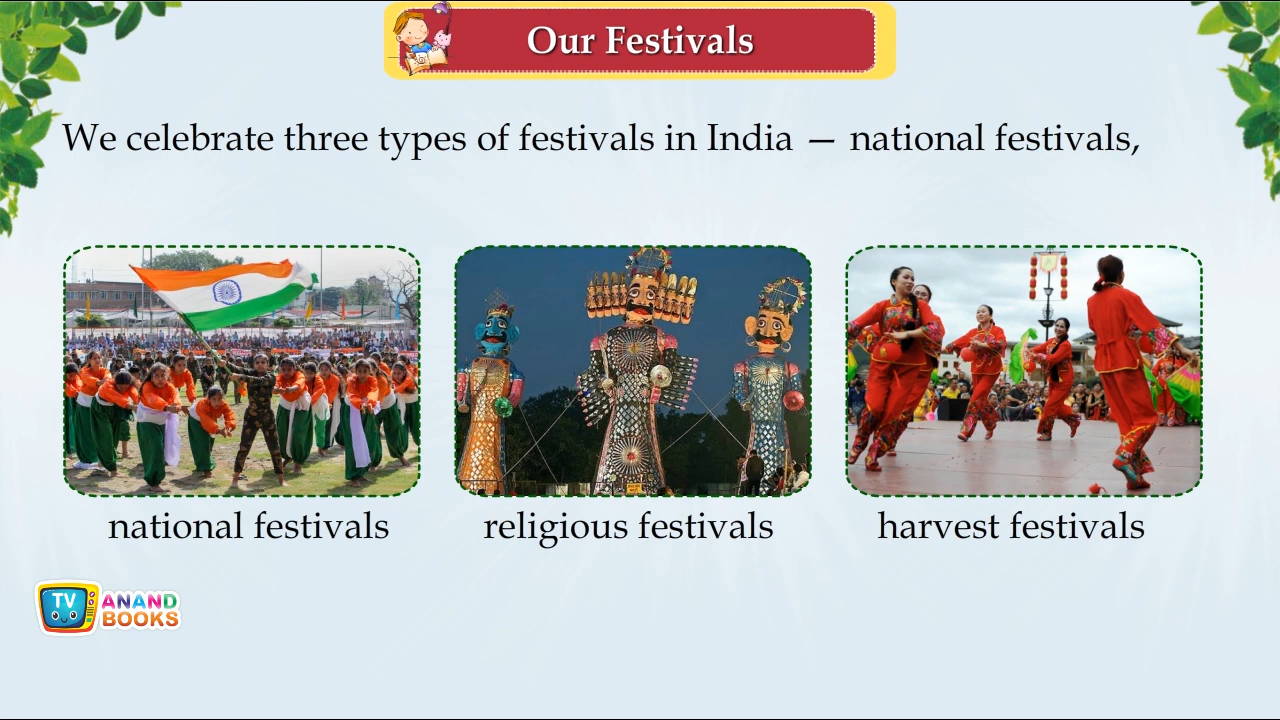 Our Festivals
We celebrate three types of festivals in India — national festivals,
national festivals
religious festivals
harvest festivals
TV
ANAND
BOOKS